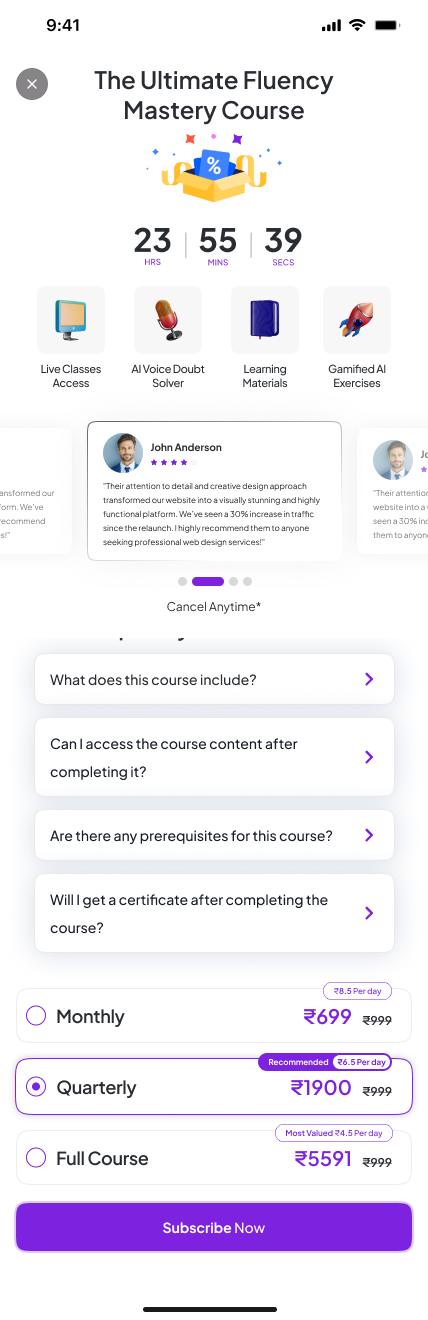 9:41
The Ultimate Fluency
Mastery Course
%
23 55 39
HRS MINS SECS
Live Classes
Access
AI Voice Doubt
Solver
Learning
Materials
Gamified AI
Exercises
ansformed our
form. We've
recommend
s!"
John Anderson
"Their attention to detail and creative design approach
transformed our website into a visually stunning and highly
functional platform. We've seen a 30% increase in traffic
since the relaunch. I highly recommend them to anyone
seeking professional web design services!"
Jo
"Their attention
website into a v
seen a 30% inc
them to anyone
Cancel Anytime*
What does this course include?
Can I access the course content after
completing it?
Are there any prerequisites for this course?
Will I get a certificate after completing the
course?
₹8.5 Per day
Monthly ₹699 ₹999
Recommended ₹6.5 Per day
Quarterly ₹1900 ₹999
Most Valued ₹4.5 Per day
Full Course ₹5591 ₹999
Subscribe Now